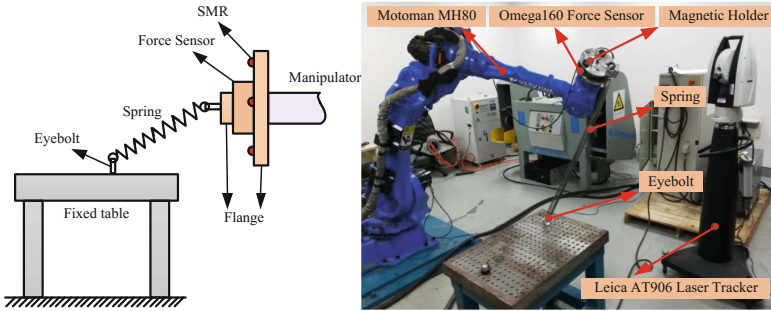 SMR
Force Sensor
Manipulator
Spring
Eyebolt
Fixed table
Flange
Motoman MH80
Omega160 Force Sensor
Magnetic Holder
YASKAWA
Spring
Eyebolt
Leica AT906 Laser Tracker